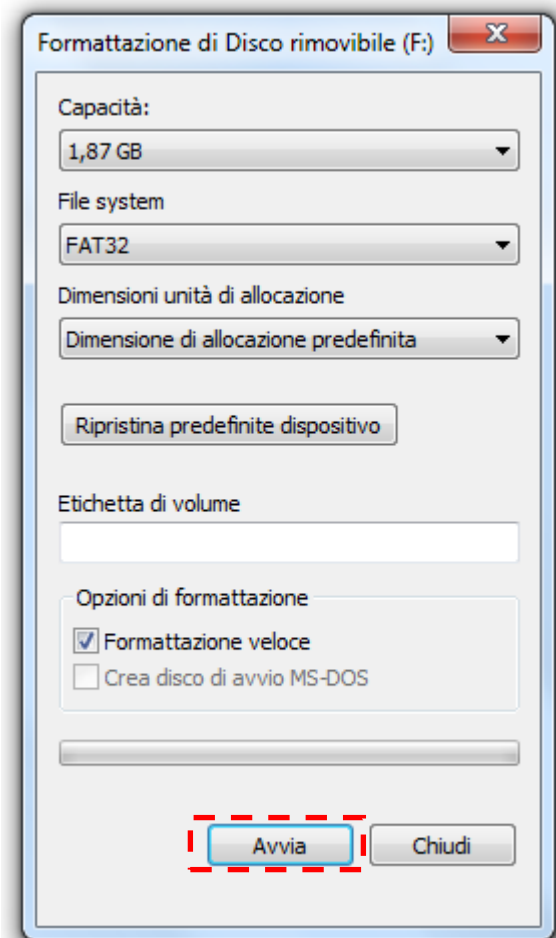 Formattazione di Disco rimovibile (F:)
Capacità:
1,87 GB
File system
FAT32
Dimensioni unità di allocazione
Dimensione di allocazione predefinita
Ripristina predefinite dispositivo
Etichetta di volume
Opzioni di formattazione
Formattazione veloce
Crea disco di avvio MS-DOS
Avvia Chiudi